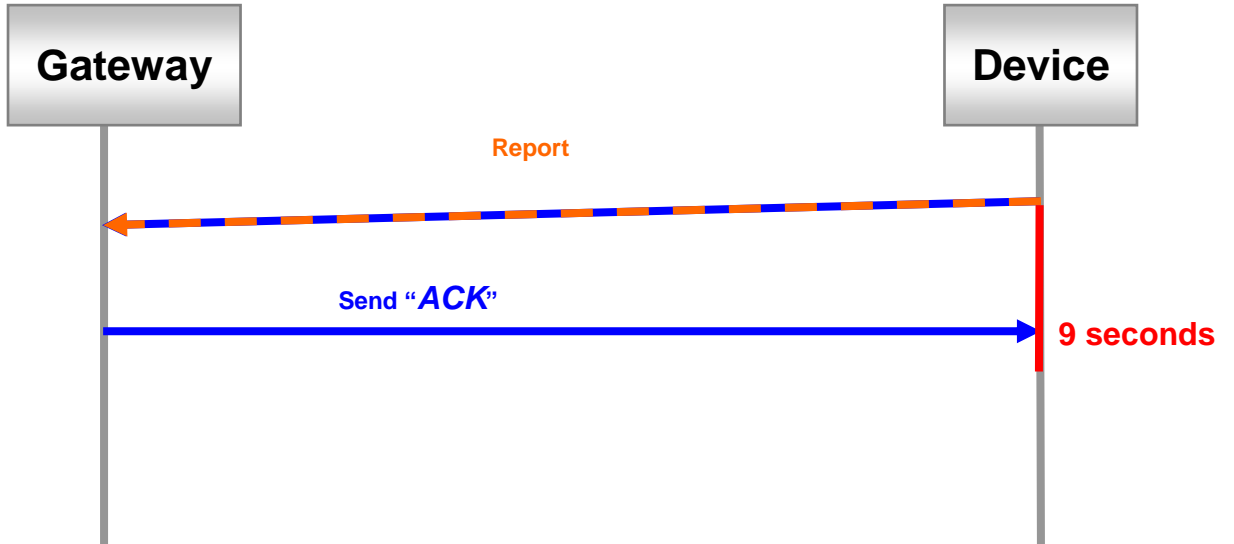 Gateway
Device
Report
Send “ACK”
9 seconds